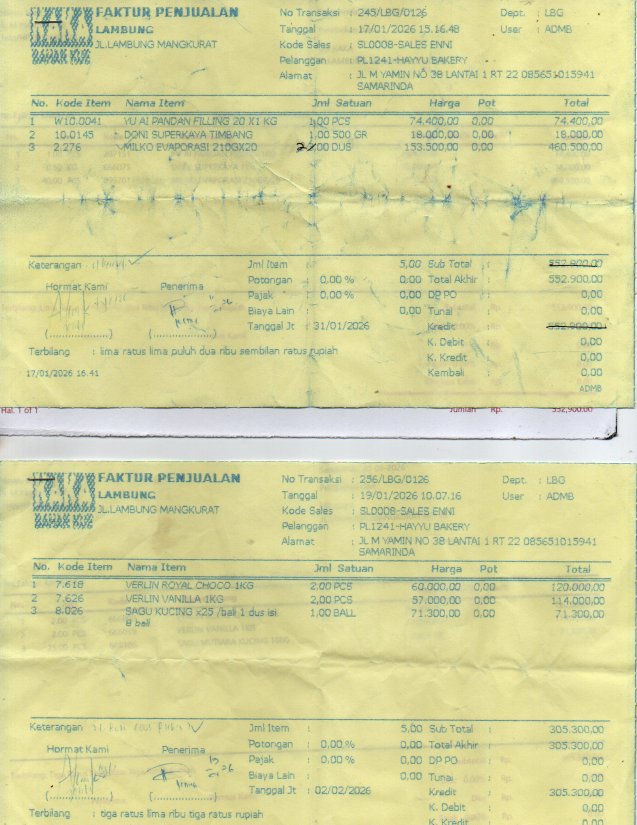 FAKTUR PENJUALAN
LAMBUNG
JL.LAMBUNG MANGKURAT
No Transaksi : 245/LBG/0126 Dept. : LBG
Tanggal : 17/01/2026 15.16.48 User : ADMB
Kode Sales : SL0008-SALES ENNI
Pelanggan : PL1241-HAYYU BAKERY
Alamat : JL M YAMIN NO 38 LANTAI 1 RT 22 085651015941
SAMARINDA
No. Kode Item Nama Item Jml Satuan Harga Pot Total
1 W10.0041 YU AI PANDAN FILLING 20 X1 KG 1,00 PCS 74.400,00 0,00 74.400,00
2 10.0145 DONI SUPERKAYA TIMBANG 1,00 500 GR 18.000,00 0,00 18.000,00
3 2.276 MILKO EVAPORASI 210GX20 00 DUS 153.500,00 0,00 460.500,00
Keterangan Jml Item 5,00 Sub Total : 552.900,00
Hormat Kami Penerima Potongan : 0,00 % 0,00 Total Akhir : 552.900,00
Pajak : 0,00 % 0,00 DP PO : 0,00
Biaya Lain : 0,00 Tunai : 0,00
(....................) (....................) Tanggal Jt : 31/01/2026 Kredit : 552.900,00
K. Debit : 0,00
Terbilang : lima ratus lima puluh dua ribu sembilan ratus rupiah
K. Kredit : 0,00
17/01/2026 16.41 Kembali : 0,00
ADMB
Hal. 1 of 1 Jumlah Rp. 552,900.00
FAKTUR PENJUALAN
LAMBUNG
JL.LAMBUNG MANGKURAT
No Transaksi : 256/LBG/0126 Dept. : LBG
Tanggal : 19/01/2026 10.07.16 User : ADMB
Kode Sales : SL0008-SALES ENNI
Pelanggan : PL1241-HAYYU BAKERY
Alamat : JL M YAMIN NO 38 LANTAI 1 RT 22 085651015941
SAMARINDA
No. Kode Item Nama Item Jml Satuan Harga Pot Total
1 7.618 VERLIN ROYAL CHOCO 1KG 2,00 PCS 60.000,00 0,00 120.000,00
2 7.626 VERLIN VANILLA 1KG 2,00 PCS 57.000,00 0,00 114.000,00
3 8.026 SAGU KUCING x25 /ball 1 dus isi 1,00 BALL 71.300,00 0,00 71.300,00
8 ball
Keterangan Jml Item : 5,00 Sub Total : 305.300,00
Hormat Kami Penerima Potongan : 0,00 % 0,00 Total Akhir : 305.300,00
Pajak : 0,00 % 0,00 DP PO : 0,00
Biaya Lain : 0,00 Tunai : 0,00
(....................) (....................) Tanggal Jt : 02/02/2026 Kredit : 305.300,00
K. Debit : 0,00
Terbilang : tiga ratus lima ribu tiga ratus rupiah
K. Kredit : 0,00